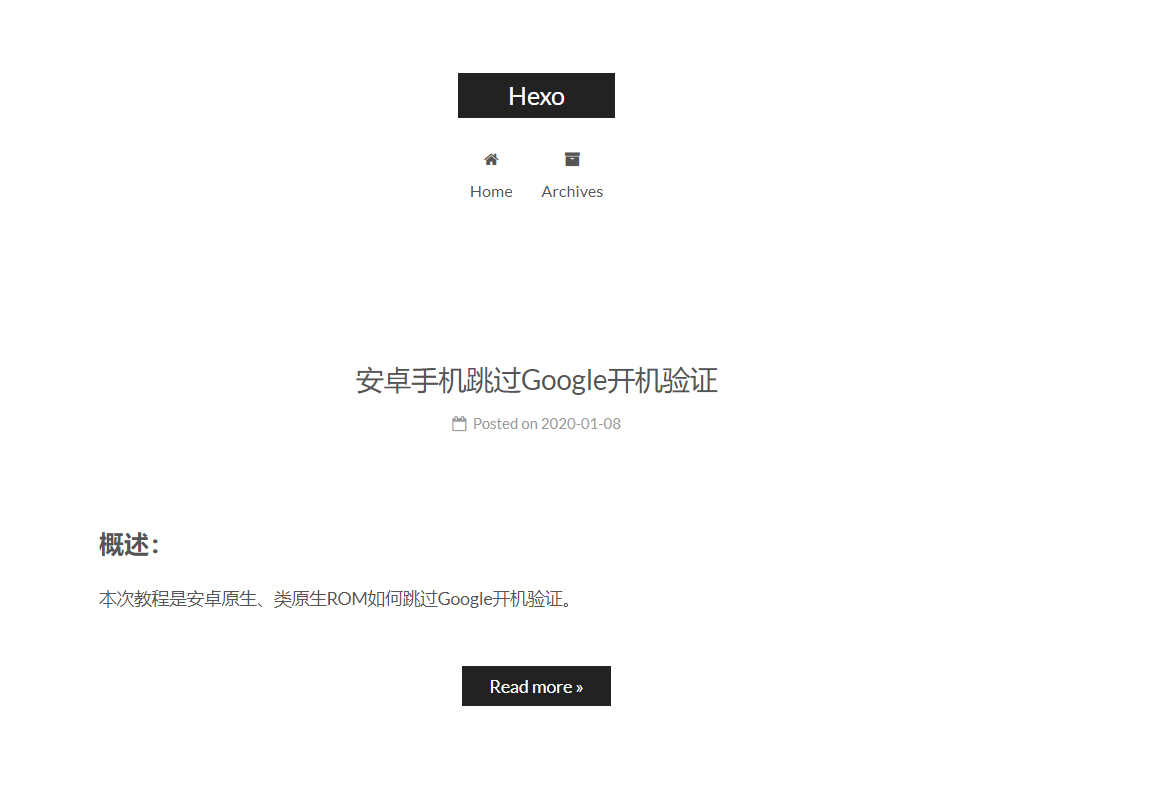 Hexo
Home Archives
安卓手机跳过Google开机验证
Posted on 2020-01-08
概述：
本次教程是安卓原生、类原生ROM如何跳过Google开机验证。
Read more »